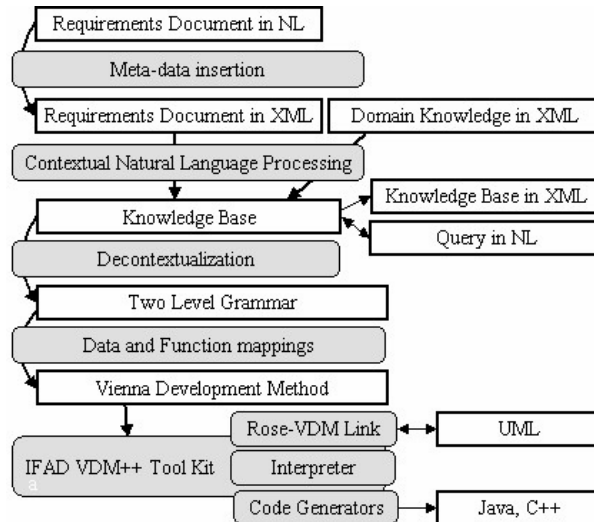 Requirements Document in NL
Meta-data insertion
Requirements Document in XML
Domain Knowledge in XML
Contextual Natural Language Processing
Knowledge Base
Knowledge Base in XML
Query in NL
Decontextualization
Two Level Grammar
Data and Function mappings
Vienna Development Method
Rose-VDM Link
UML
IFAD VDM++ Tool Kit
a
Interpreter
Code Generators
Java, C++